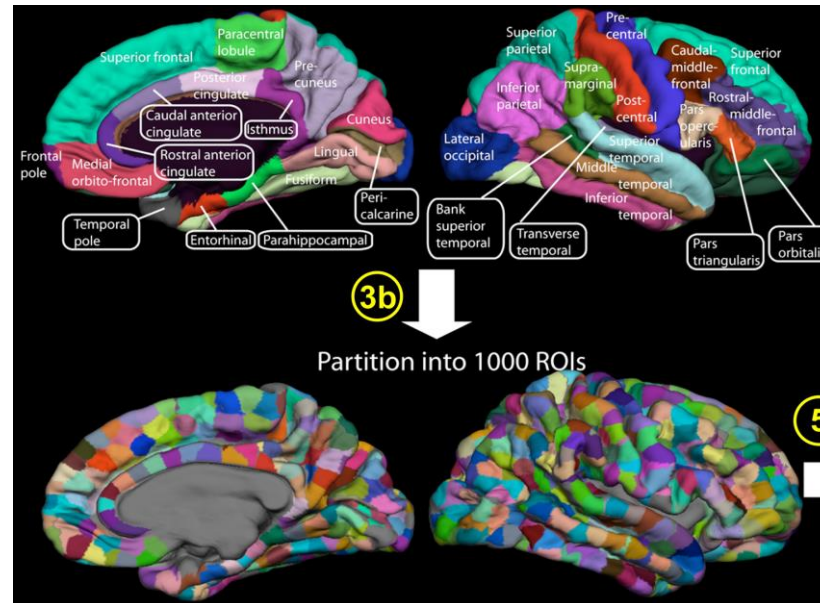 Superior frontal
Paracentral
lobule
Posterior
cingulate
Pre-
cuneus
Caudal anterior
cingulate
Isthmus
Cuneus
Rostral anterior
cingulate
Frontal
pole
Medial
orbito-frontal
Lingual
Fusiform
Peri-
calcarine
Temporal
pole
Entorhinal
Parahippocampal
Superior
parietal
Pre-
central
Caudal-
middle-
frontal
Superior
frontal
Supra-
marginal
Inferior
parietal
Post-
central
Rostral-
middle-
frontal
Pars
opercu-
laris
Lateral
occipital
Superior
temporal
Middle
temporal
Inferior
temporal
Bank
superior
temporal
Transverse
temporal
Pars
triangularis
Pars
orbitali
3b
Partition into 1000 ROIs
5